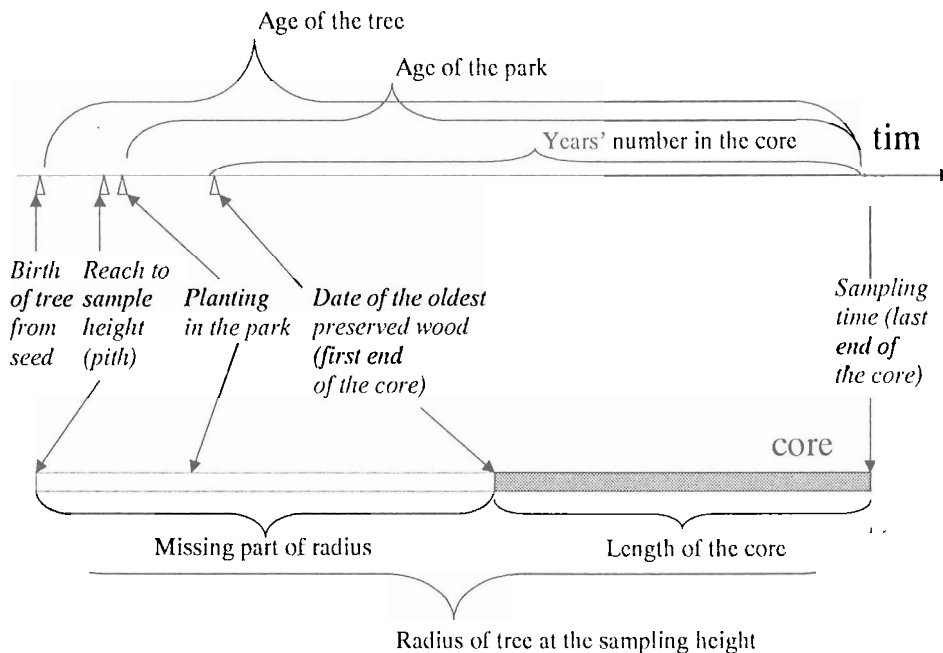 Age of the tree
Age of the park
tim
Years' number in the core
Birth
of tree
from
seed
Reach to
sample
height
(pith)
Planting
in the park
Date of the oldest
preserved wood
(first end
of the core)
Sampling
time (last
end of
the core)
core
Missing part of radius
Length of the core
Radius of tree at the sampling height